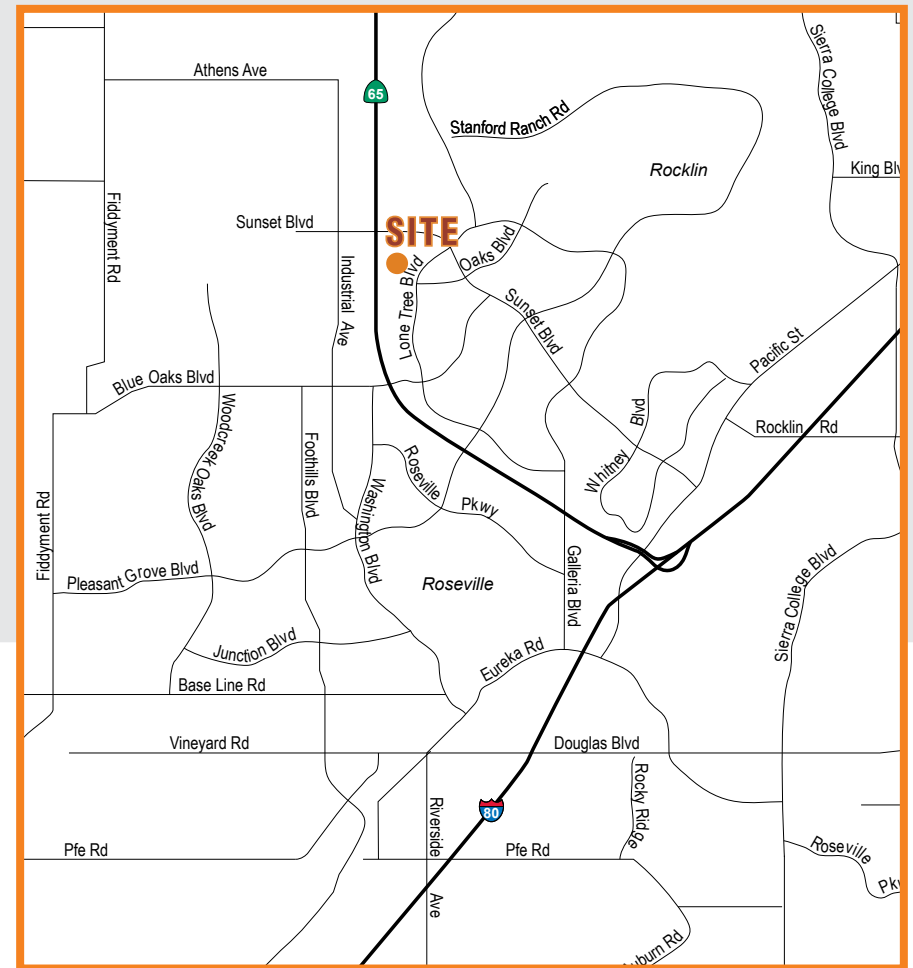 Athens Ave
65
Stanford Ranch Rd
Sierra College Blvd
Rocklin
King Blv
Fiddyment Rd
Sunset Blvd
SITE
Oaks Blvd
Industrial Ave
Lone Tree Blvd
Sunset Blvd
Pacific St
Blue Oaks Blvd
Woodcreek Oaks Blvd
Whitney Blvd
Rocklin Rd
Foothills Blvd
Roseville Pkwy
Washington Blvd
Fiddyment Rd
Galleria Blvd
Pleasant Grove Blvd
Roseville
Sierra College Blvd
Junction Blvd
Eureka Rd
Base Line Rd
Vineyard Rd
Douglas Blvd
Rocky Ridge
80
Riverside Ave
Pfe Rd
Pfe Rd
Roseville
Pk
uburn Rd